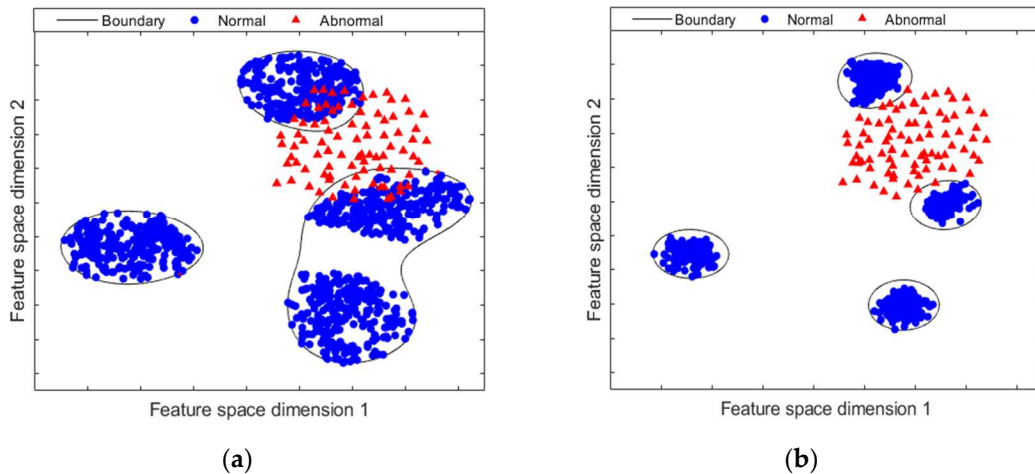 Boundary Normal Abnormal
Feature space dimension 2
Feature space dimension 1
(a)
Boundary Normal Abnormal
Feature space dimension 2
Feature space dimension 1
(b)